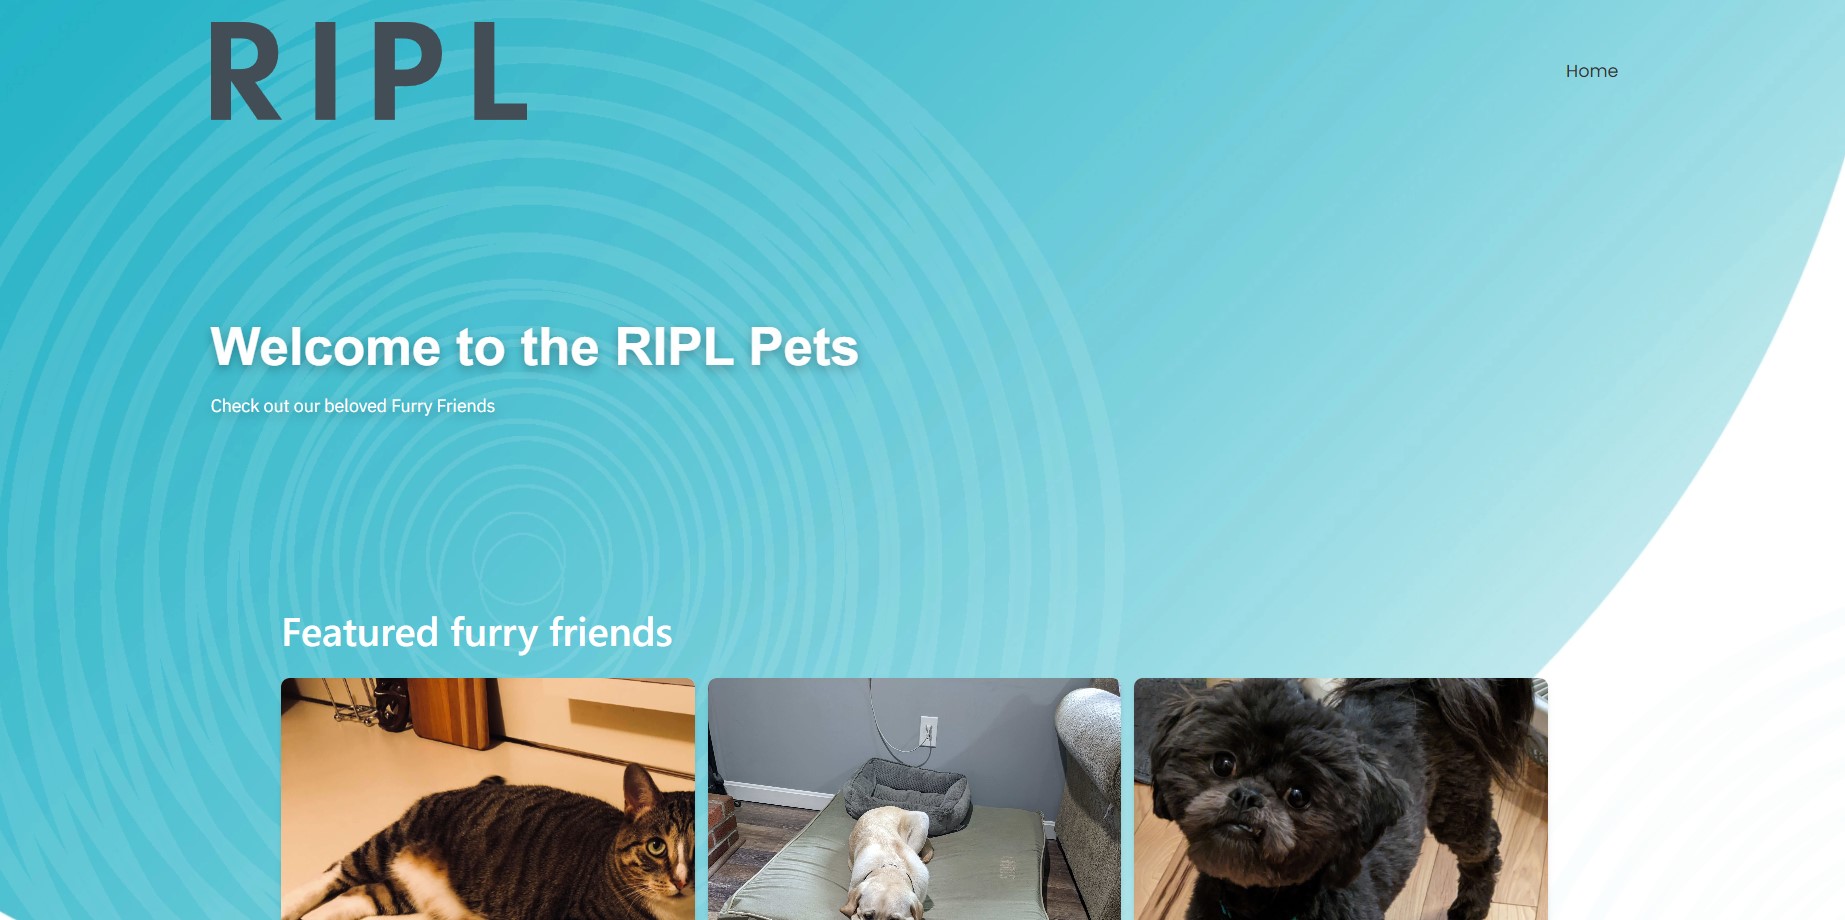 RIPL
Home
Welcome to the RIPL Pets
Check out our beloved Furry Friends
Featured furry friends